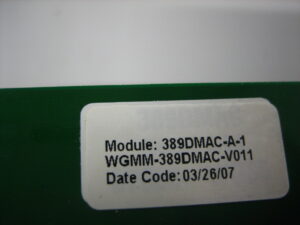 Module: 389DMAC-A-1
WGMM-389DMAC-V011
Date Code: 03/26/07